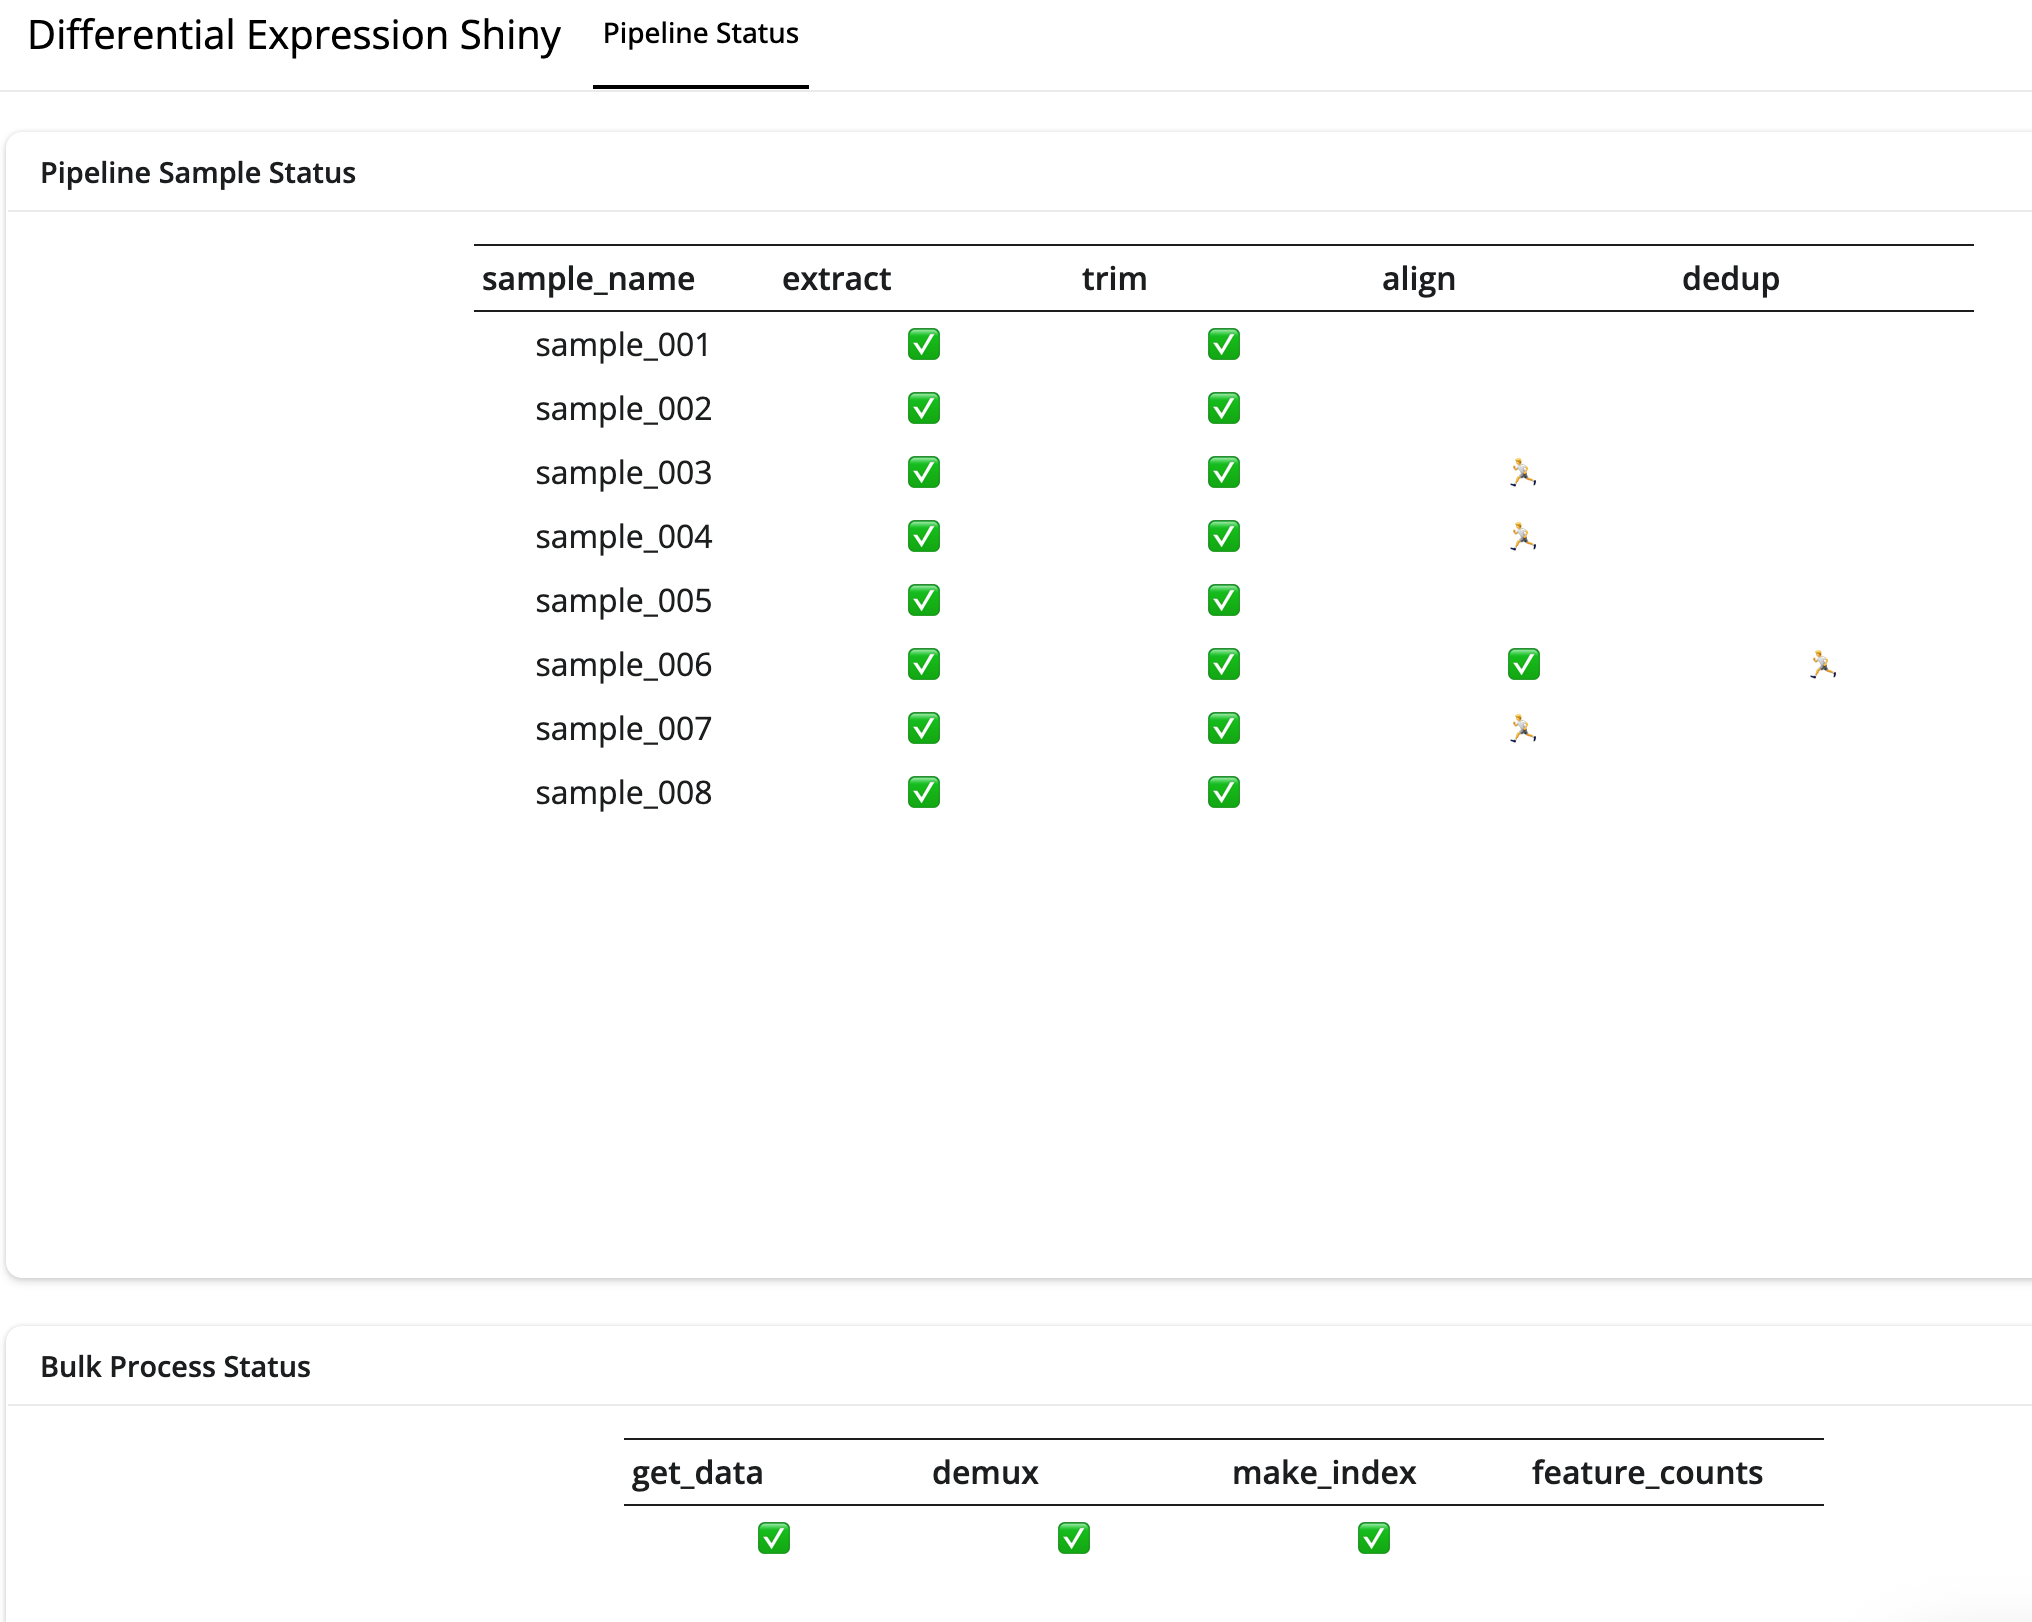 Differential Expression Shiny Pipeline Status
Pipeline Sample Status
sample_name extract trim align dedup
sample_001 ✅ ✅
sample_002 ✅ ✅
sample_003 ✅ ✅ 🏃
sample_004 ✅ ✅ 🏃
sample_005 ✅ ✅
sample_006 ✅ ✅ ✅ 🏃
sample_007 ✅ ✅ 🏃
sample_008 ✅ ✅
Bulk Process Status
get_data demux make_index feature_counts
✅ ✅ ✅